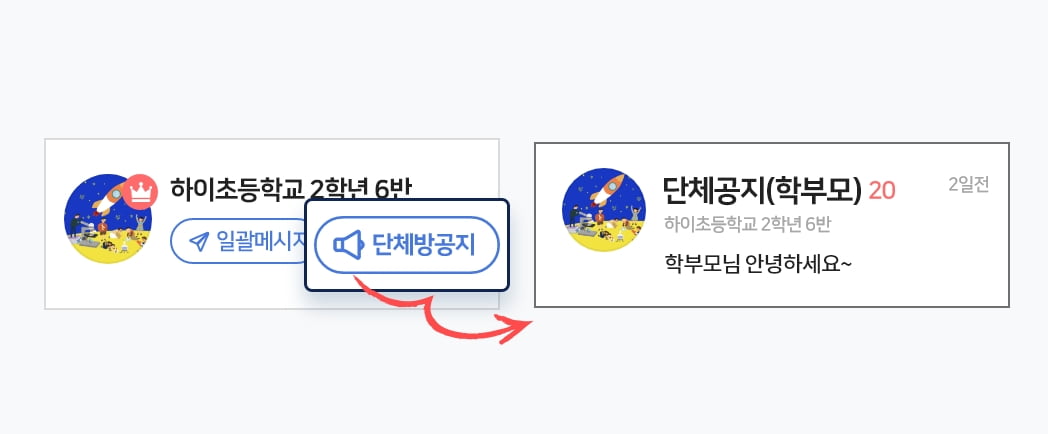 하이초등학교 2학년 6반
일괄메시지
단체방공지
단체공지(학부모) 20
2일전
하이초등학교 2학년 6반
학부모님 안녕하세요~